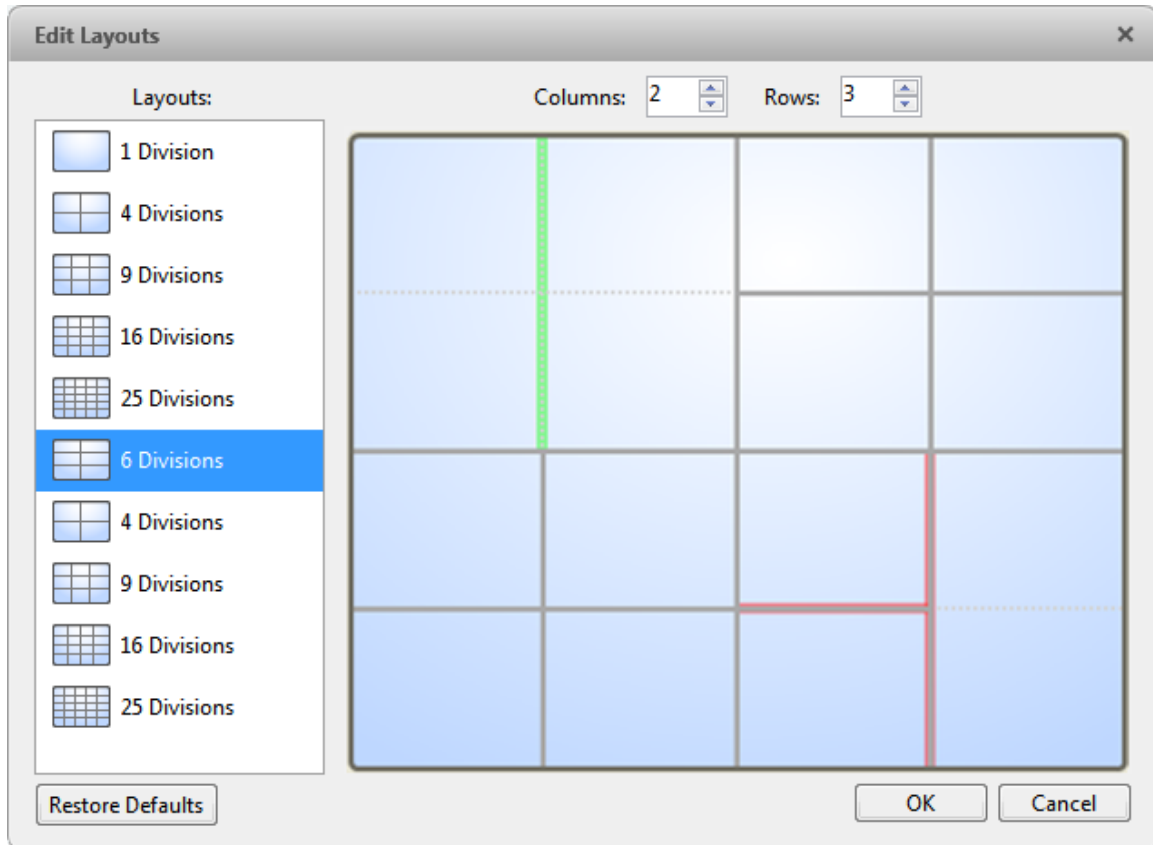 Edit Layouts
Layouts:
Columns: 2 Rows: 3
1 Division
4 Divisions
9 Divisions
16 Divisions
25 Divisions
6 Divisions
4 Divisions
9 Divisions
16 Divisions
25 Divisions
Restore Defaults
OK
Cancel